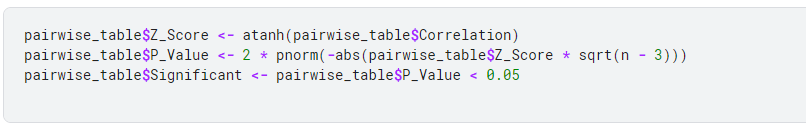 pairwise_table$Z_Score <- atanh(pairwise_table$Correlation)
pairwise_table$P_Value <- 2 * pnorm(-abs(pairwise_table$Z_Score * sqrt(n - 3)))
pairwise_table$Significant <- pairwise_table$P_Value < 0.05